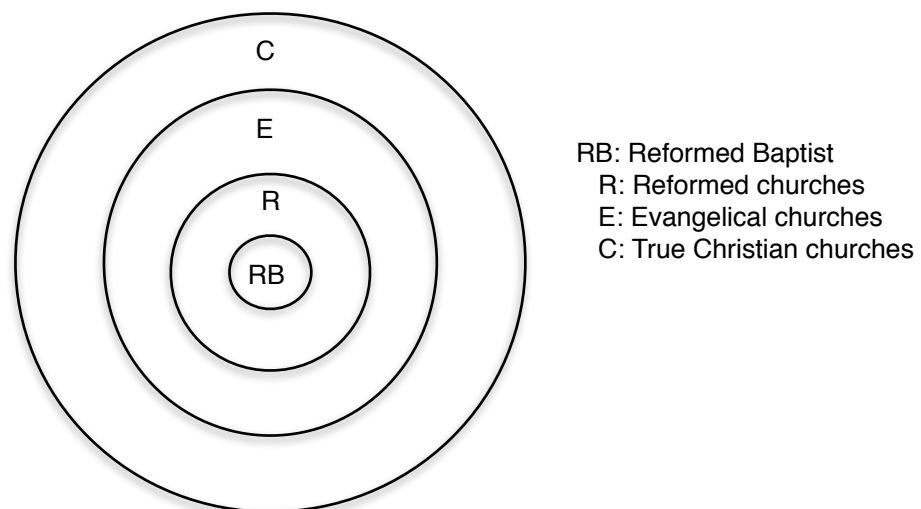 C
E
R
RB
RB: Reformed Baptist
R: Reformed churches
E: Evangelical churches
C: True Christian churches